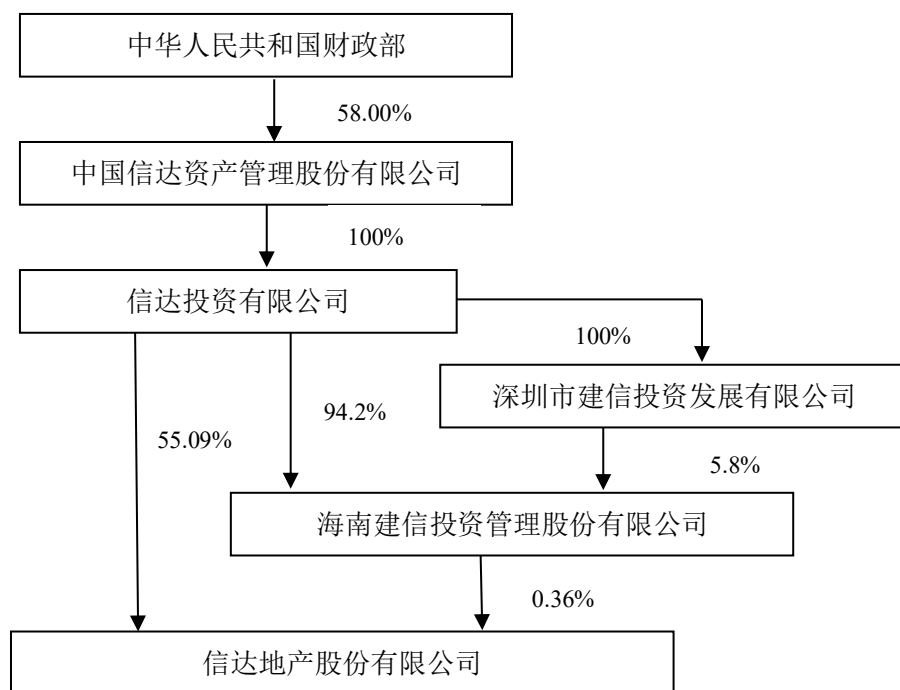 中华人民共和国财政部
58.00%
中国信达资产管理股份有限公司
100%
信达投资有限公司
100%
深圳市建信投资发展有限公司
94.2%
55.09%
5.8%
海南建信投资管理股份有限公司
0.36%
信达地产股份有限公司